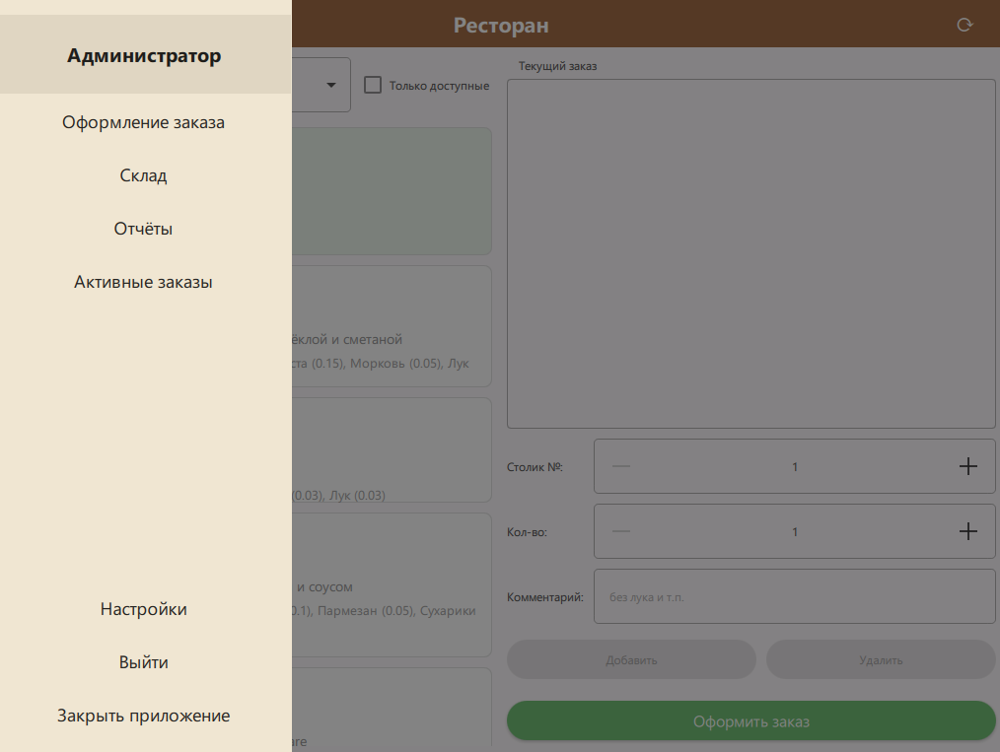 Администратор
Оформление заказа
Склад
Отчёты
Активные заказы
Настройки
Выйти
Закрыть приложение
Ресторан
Только доступные
ёклой и сметаной
ста (0.15), Морковь (0.05), Лук
(0.03), Лук (0.03)
и соусом
0.1), Пармезан (0.05), Сухарики
Текущий заказ
Столик №:
1
Кол-во:
1
Комментарий:
без лука и т.п.
Добавить
Удалить
Оформить заказ